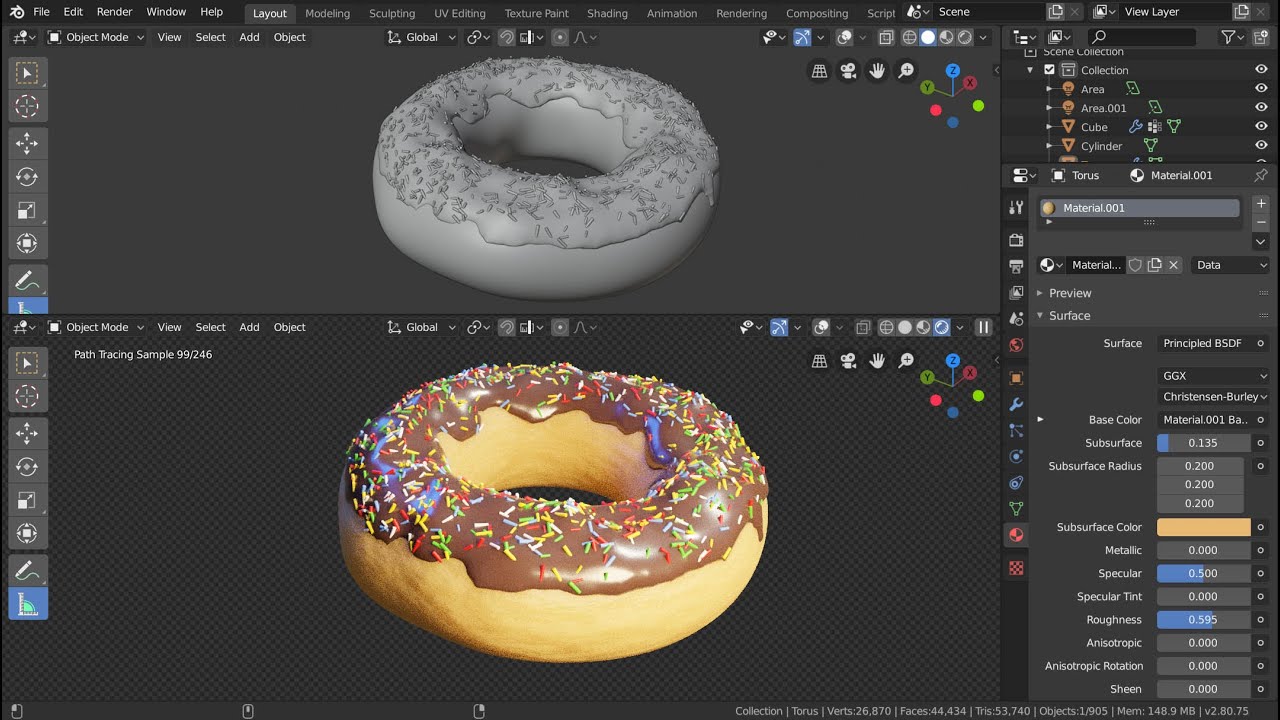 File Edit Render Window Help Layout Modeling Sculpting UV Editing Texture Paint Shading Animation Rendering Compositing Script Scene View Layer
Object Mode View Select Add Object Global
Scene Collection
Collection
Area
Area.001
Cube
Cylinder
Z
X
Y
Torus Material.001
Material.001
Material... Data
Preview
Surface
Object Mode View Select Add Object Global
Path Tracing Sample 99/246
Z
X
Y
Surface Principled BSDF
GGX
Christensen-Burley
Base Color Material.001 Ba..
Subsurface 0.135
Subsurface Radius 0.200
0.200
0.200
Subsurface Color
Metallic 0.000
Specular 0.500
Specular Tint 0.000
Roughness 0.595
Anisotropic 0.000
Anisotropic Rotation 0.000
Sheen 0.000
Collection | Torus | Verts:26,870 | Faces:44,434 | Tris:53,740 | Objects:1/905 | Mem: 148.9 MB | v2.80.75